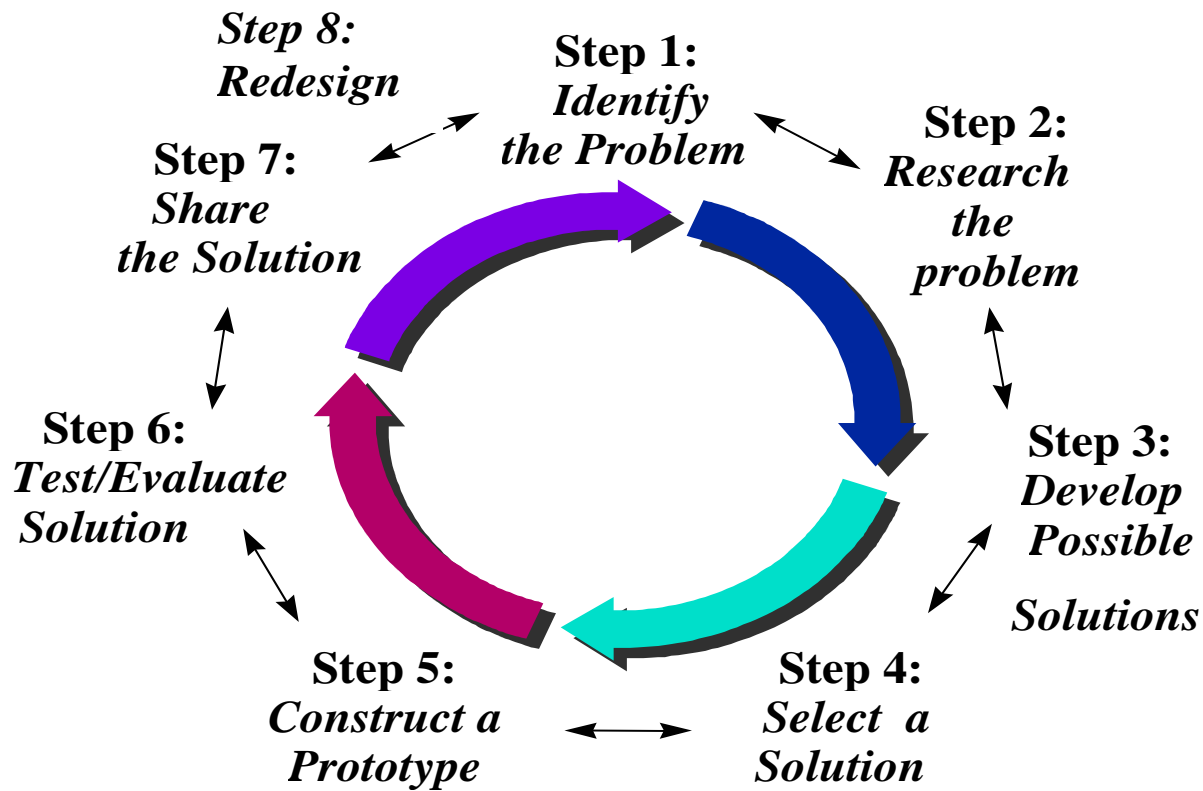 Step 1:
Identify
the Problem
Step 2:
Research
the
problem
Step 3:
Develop
Possible
Solutions
Step 4:
Select a
Solution
Step 5:
Construct a
Prototype
Step 6:
Test/Evaluate
Solution
Step 7:
Share
the Solution
Step 8:
Redesign